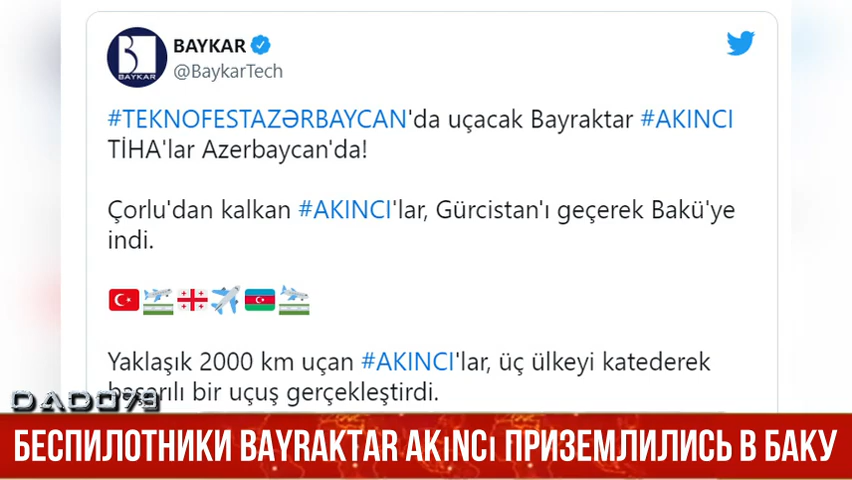 BAYKAR
BAYKAR
@BaykarTech
#TEKNOFESTAZƏRBAYCAN'da uçacak Bayraktar #AKINCI
TİHA'lar Azerbaycan'da!
Çorlu'dan kalkan #AKINCI'lar, Gürcistan'ı geçerek Bakü'ye
indi.
Yaklaşık 2000 km uçan #AKINCI'lar, üç ülkeyi katederek
başarılı bir uçuş gerçekleştirdi.
DADO79
БЕСПИЛОТНИКИ BAYRAKTAR AKıNCı ПРИЗЕМЛИЛИСЬ В БАКУ